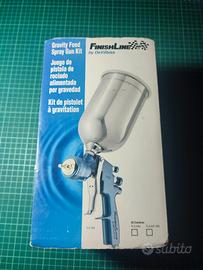 Gravity Feed
Spray Gun Kit
FINISHLINE
by DeVilbiss
Juego de
pistola de
rociado
alimentada
por gravedad
Kit de pistolet
à gravitation
subito